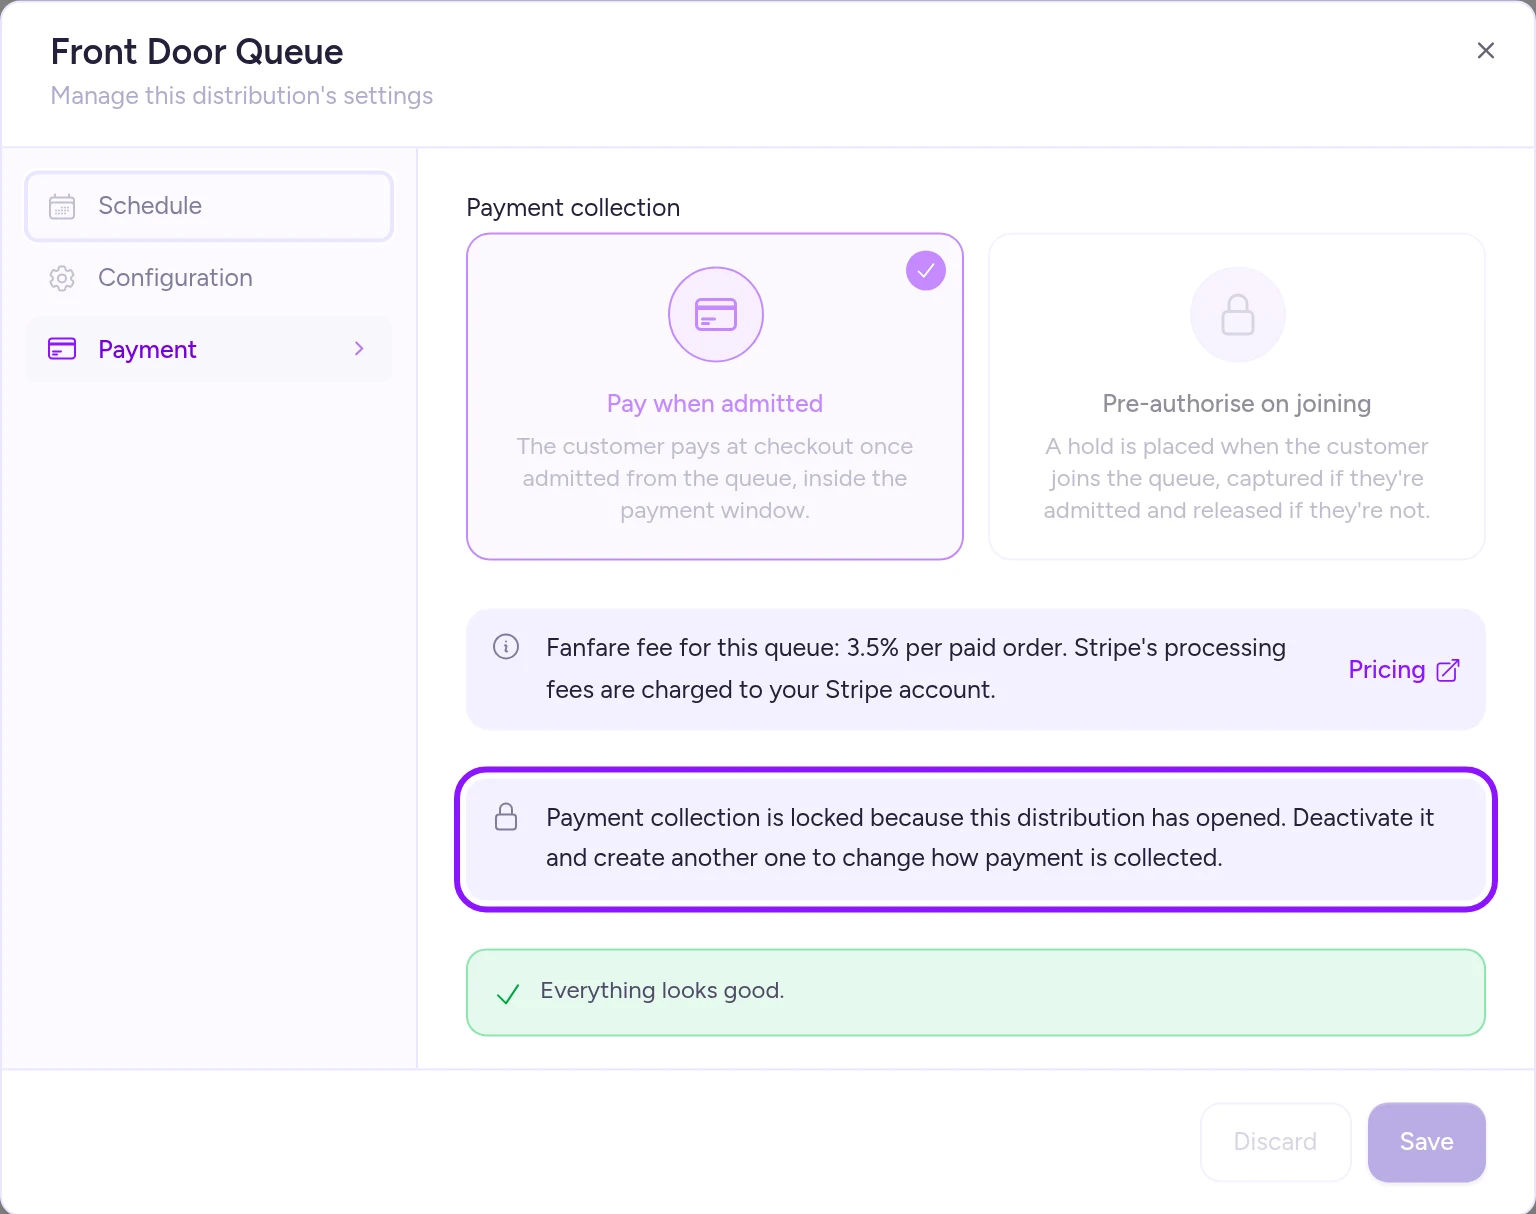 Front Door Queue
Manage this distribution's settings
Schedule
Configuration
Payment
Payment collection
Pay when admitted
The customer pays at checkout once
admitted from the queue, inside the
payment window.
Pre-authorise on joining
A hold is placed when the customer
joins the queue, captured if they're
admitted and released if they're not.
Fanfare fee for this queue: 3.5% per paid order. Stripe's processing
fees are charged to your Stripe account.
Pricing
Payment collection is locked because this distribution has opened. Deactivate it
and create another one to change how payment is collected.
Everything looks good.
Discard
Save